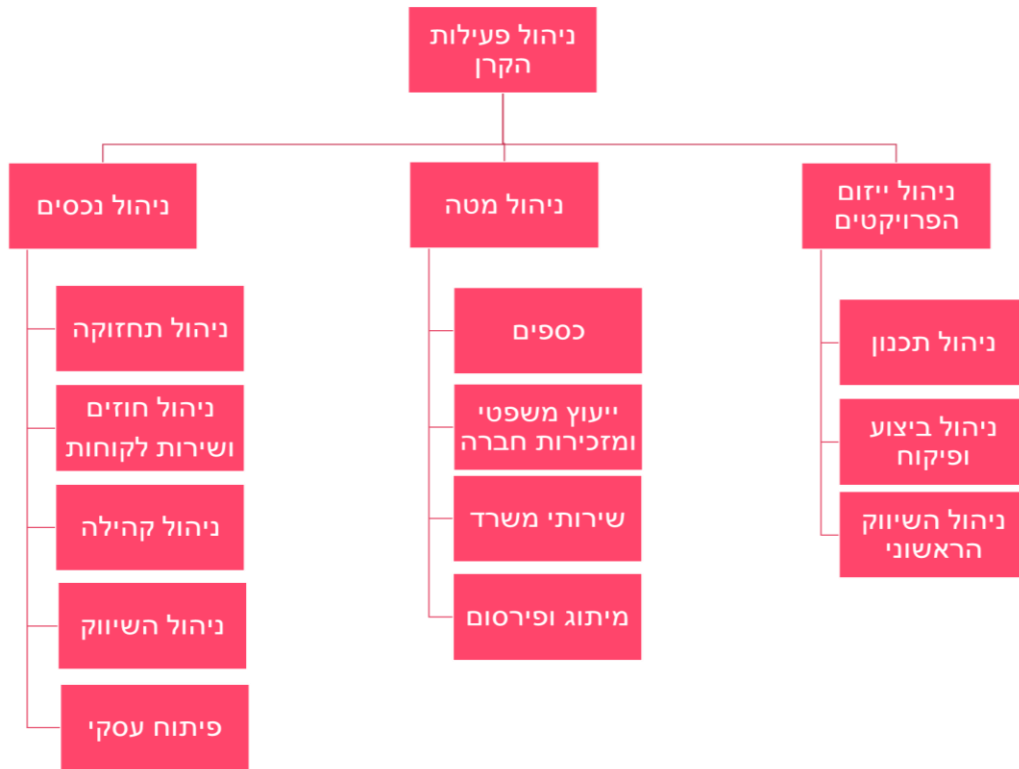 ניהול פעילות
הקרן
ניהול ייזום
הפרויקטים
ניהול תכנון
ניהול ביצוע
ופיקוח
ניהול השיווק
הראשוני
ניהול מטה
כספים
ייעוץ משפטי
ומזכירות חברה
שירותי משרד
מיתוג ופירסום
ניהול נכסים
ניהול תחזוקה
ניהול חוזים
ושירות לקוחות
ניהול קהילה
ניהול השיווק
פיתוח עסקי